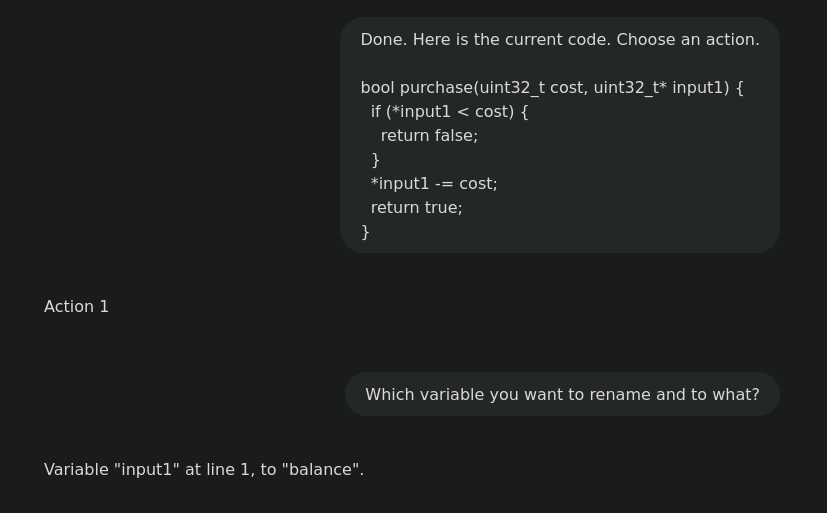 Done. Here is the current code. Choose an action.
bool purchase(uint32_t cost, uint32_t* input1) {
if (*input1 < cost) {
return false;
}
*input1 -= cost;
return true;
}
Action 1
Which variable you want to rename and to what?
Variable "input1" at line 1, to "balance".